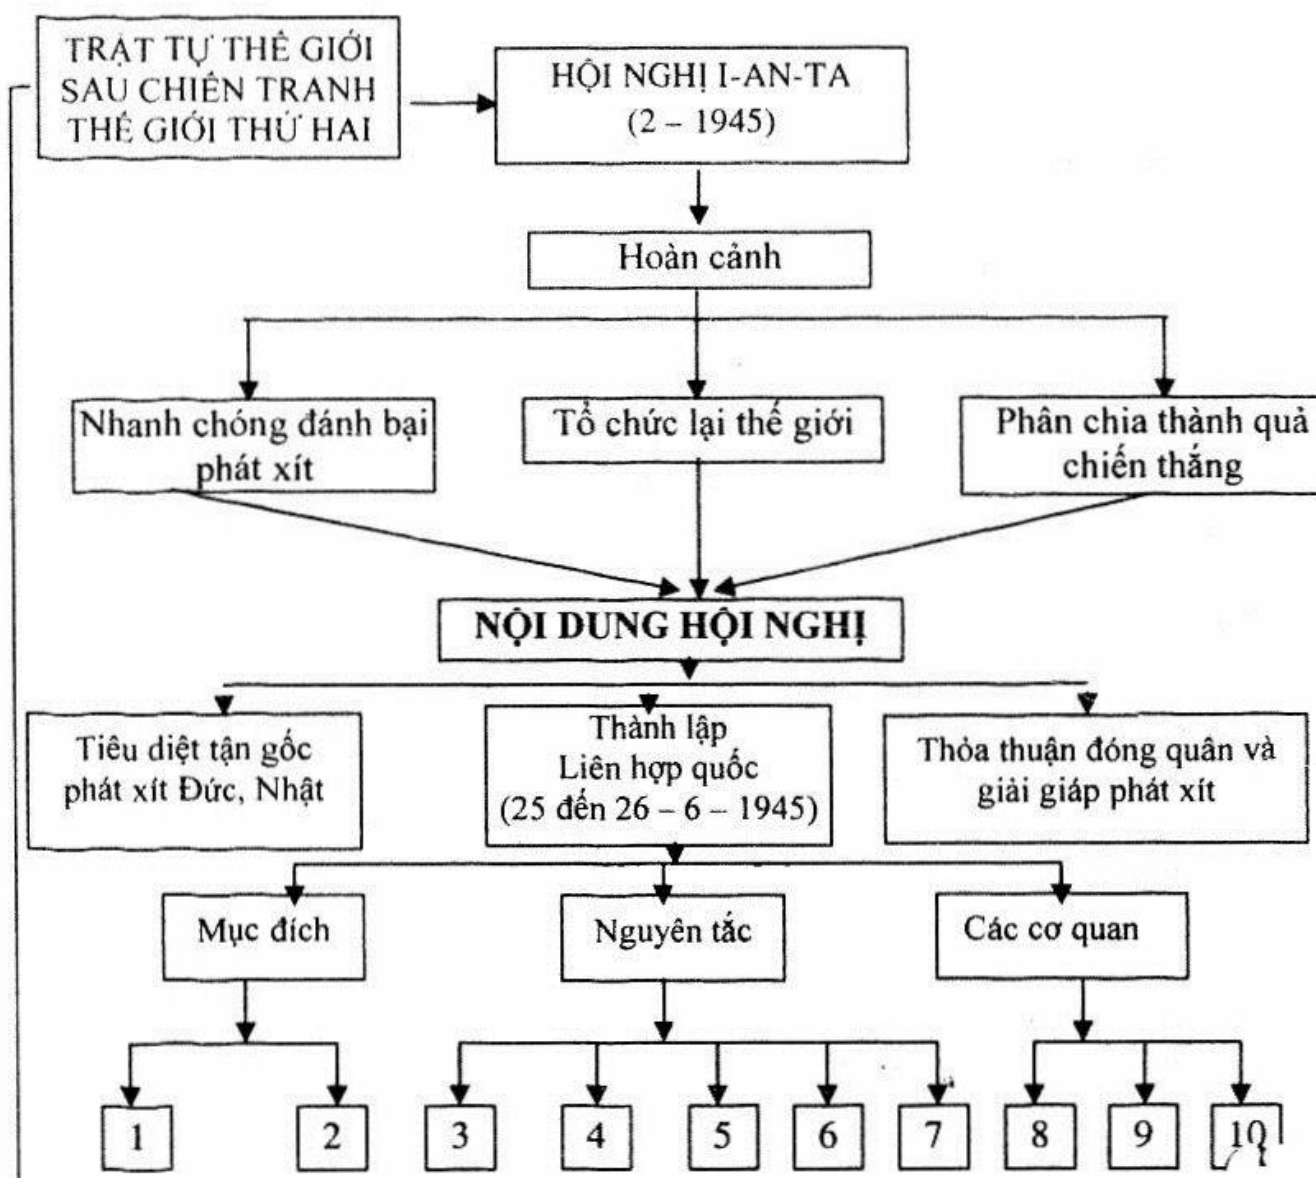 TRẬT TỰ THẾ GIỚI
SAU CHIẾN TRANH
THẾ GIỚI THỨ HAI
HỘI NGHỊ I-AN-TA
(2 – 1945)
Hoàn cảnh
Nhanh chóng đánh bại
phát xít
Tổ chức lại thế giới
Phân chia thành quả
chiến thắng
NỘI DUNG HỘI NGHỊ
Tiêu diệt tận gốc
phát xít Đức, Nhật
Thành lập
Liên hợp quốc
(25 đến 26 – 6 – 1945)
Thỏa thuận đóng quân và
giải giáp phát xít
Mục đích
Nguyên tắc
Các cơ quan
1
2
3
4
5
6
7
8
9
10